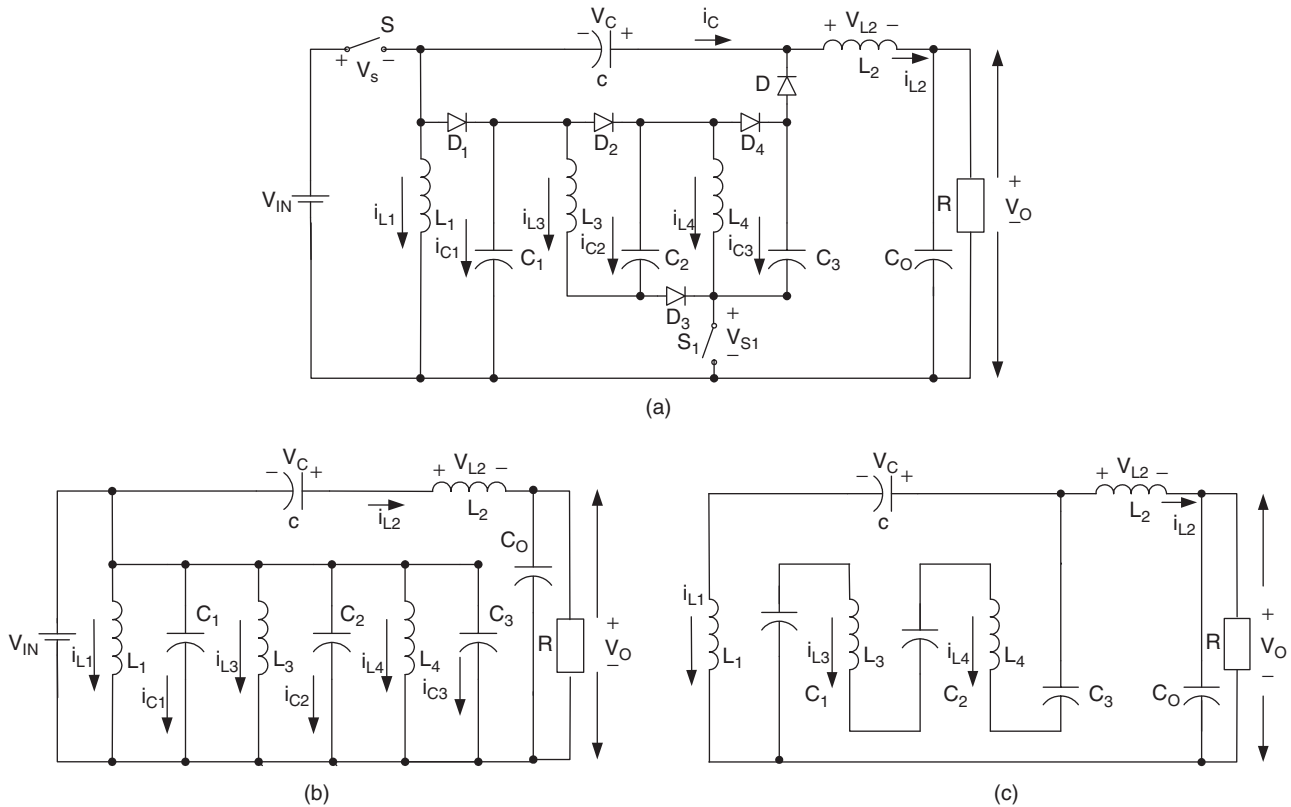 V_C
i_C
V_L2
S
− +
+ −
+ −
V_s
c
L_2
D
i_L2
D_1
D_2
D_4
V_IN
i_L1
L_1
i_L3
L_3
i_L4
L_4
R
+
V_O
−
i_C1
C_1
i_C2
C_2
i_C3
C_3
C_O
D_3
+
S_1
V_S1
−
(a)
V_C
− +
V_L2
+ −
c
i_L2
L_2
C_O
V_IN
i_L1
L_1
C_1
i_L3
L_3
C_2
i_L4
L_4
C_3
R
+
V_O
−
i_C1
i_C2
i_C3
(b)
V_C
− +
V_L2
+ −
c
L_2
i_L2
i_L1
L_1
i_L3
L_3
i_L4
L_4
R
+
V_O
−
C_1
C_2
C_3
C_O
(c)